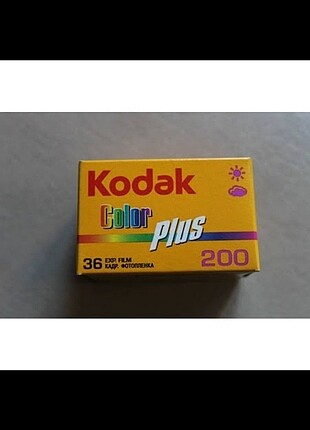 Kodak
Color Plus
200
36 EXP. FILM
КАДР. ФОТОПЛЕНКА